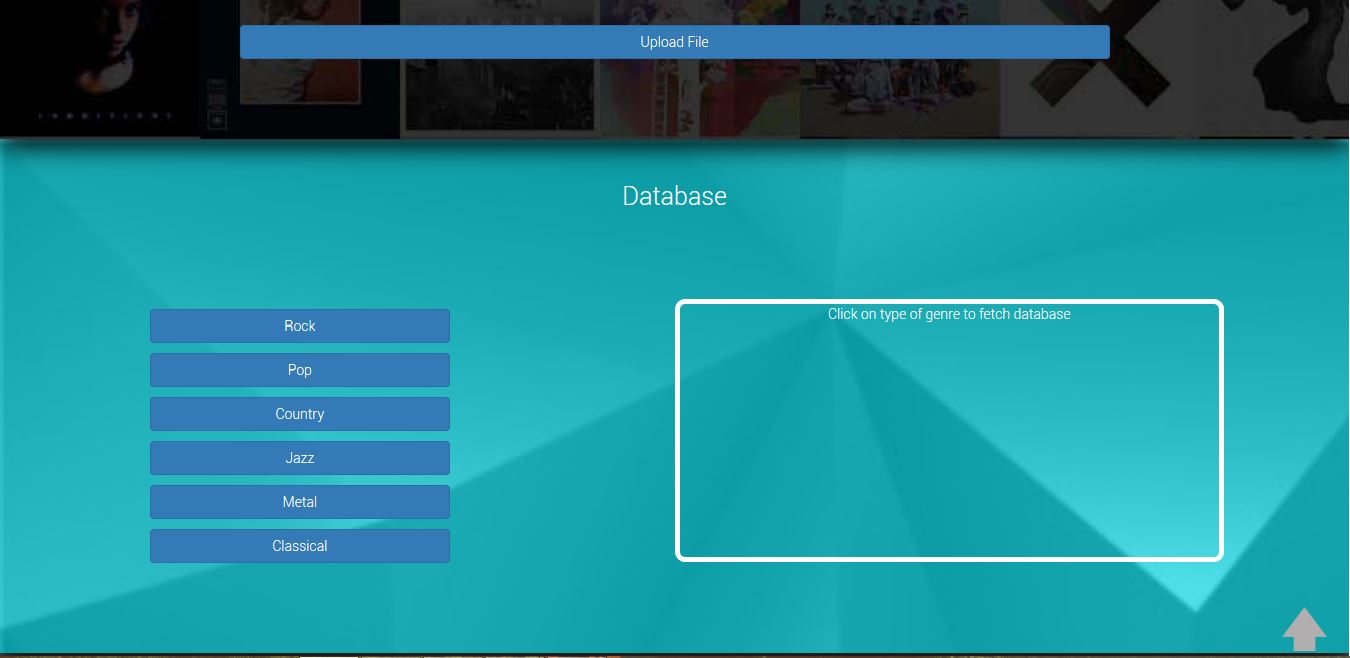 Upload File
Database
Rock
Pop
Country
Jazz
Metal
Classical
Click on type of genre to fetch database